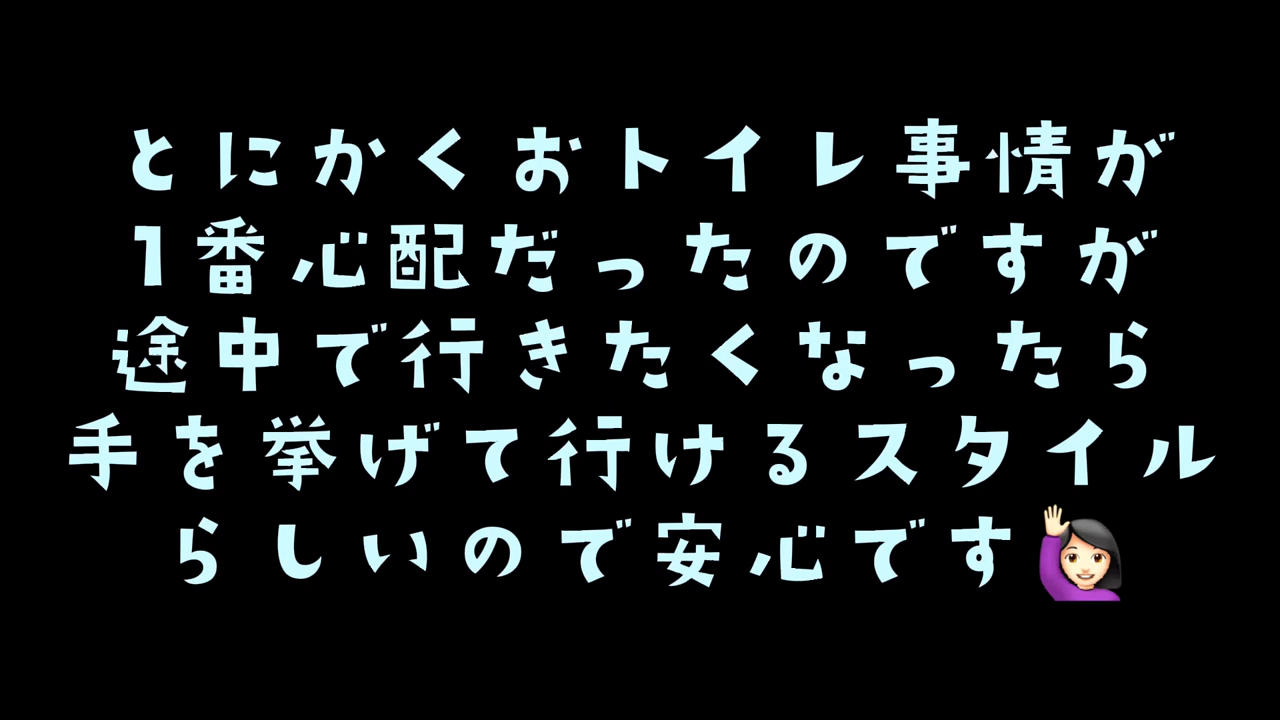 とにかくおトイレ事情が
1番心配だったのですが
途中で行きたくなったら
手を挙げて行けるスタイル
らしいので安心です🙋🏻‍♀️